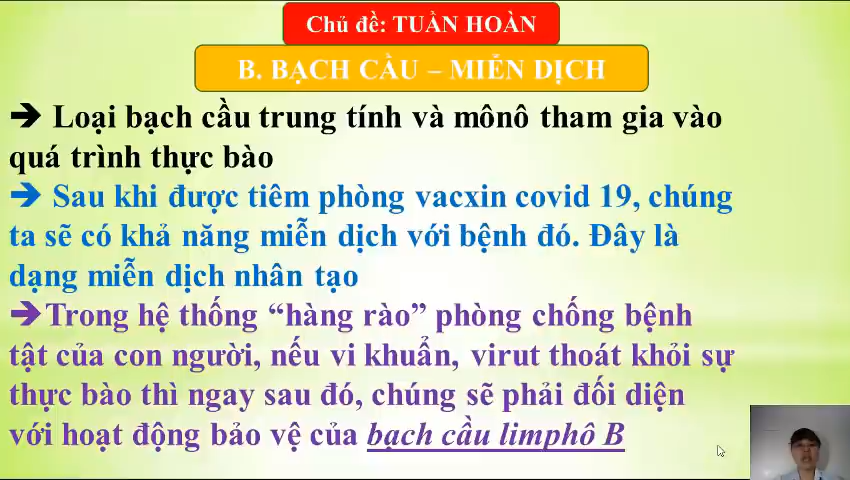 Chủ đề: TUẦN HOÀN
B. BẠCH CẦU – MIỄN DỊCH
➔ Loại bạch cầu trung tính và mônô tham gia vào
quá trình thực bào
➔ Sau khi được tiêm phòng vacxin covid 19, chúng
ta sẽ có khả năng miễn dịch với bệnh đó. Đây là
dạng miễn dịch nhân tạo
➔Trong hệ thống “hàng rào” phòng chống bệnh
tật của con người, nếu vi khuẩn, virut thoát khỏi sự
thực bào thì ngay sau đó, chúng sẽ phải đối diện
với hoạt động bảo vệ của bạch cầu limphô B